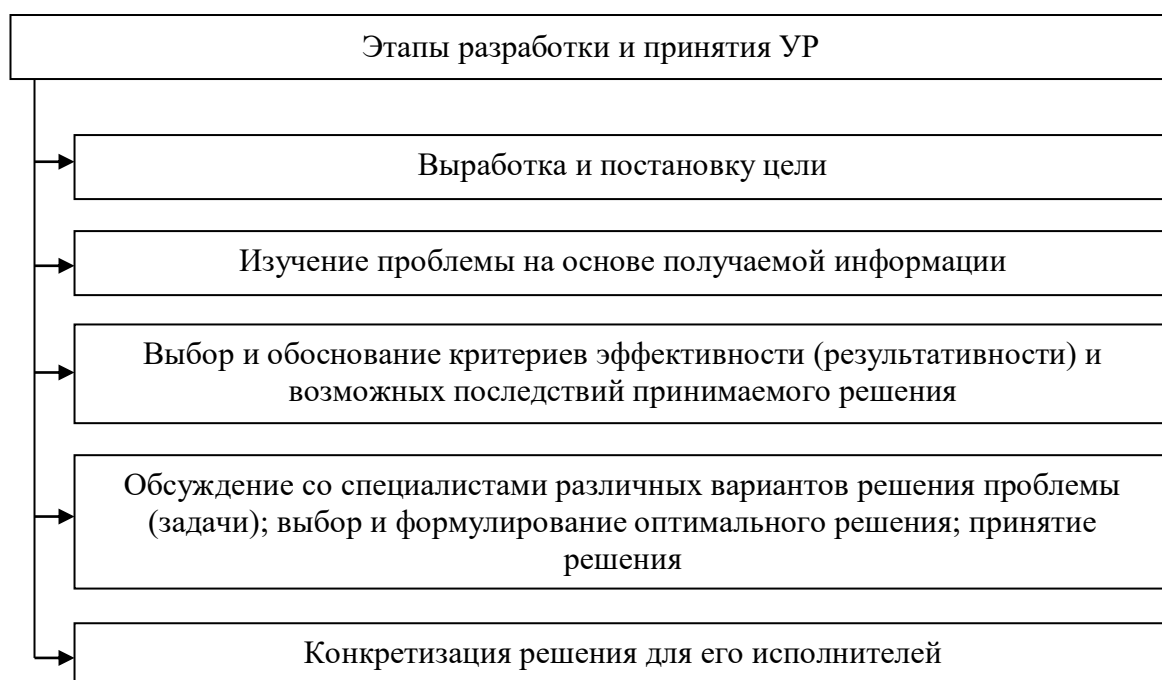 Этапы разработки и принятия УР
Выработка и постановку цели
Изучение проблемы на основе получаемой информации
Выбор и обоснование критериев эффективности (результативности) и
возможных последствий принимаемого решения
Обсуждение со специалистами различных вариантов решения проблемы
(задачи); выбор и формулирование оптимального решения; принятие
решения
Конкретизация решения для его исполнителей